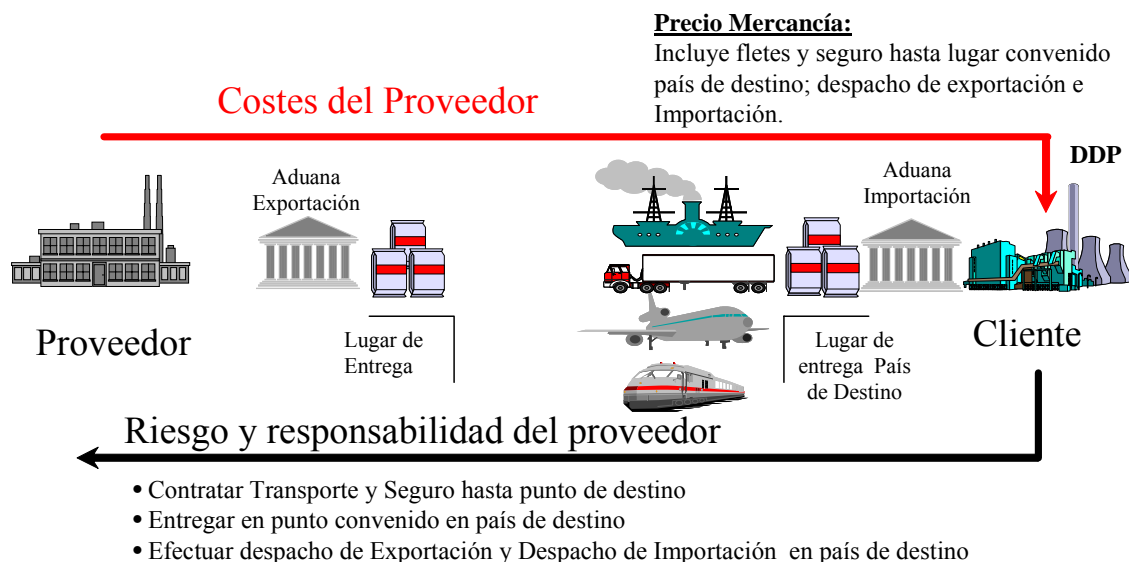 Precio Mercancía:
Incluye fletes y seguro hasta lugar convenido
país de destino; despacho de exportación e
Importación.
Costes del Proveedor
DDP
Aduana
Exportación
Aduana
Importación
Proveedor
Lugar de
Entrega
Lugar de
entrega País
de Destino
Cliente
Riesgo y responsabilidad del proveedor
• Contratar Transporte y Seguro hasta punto de destino
• Entregar en punto convenido en país de destino
• Efectuar despacho de Exportación y Despacho de Importación en país de destino